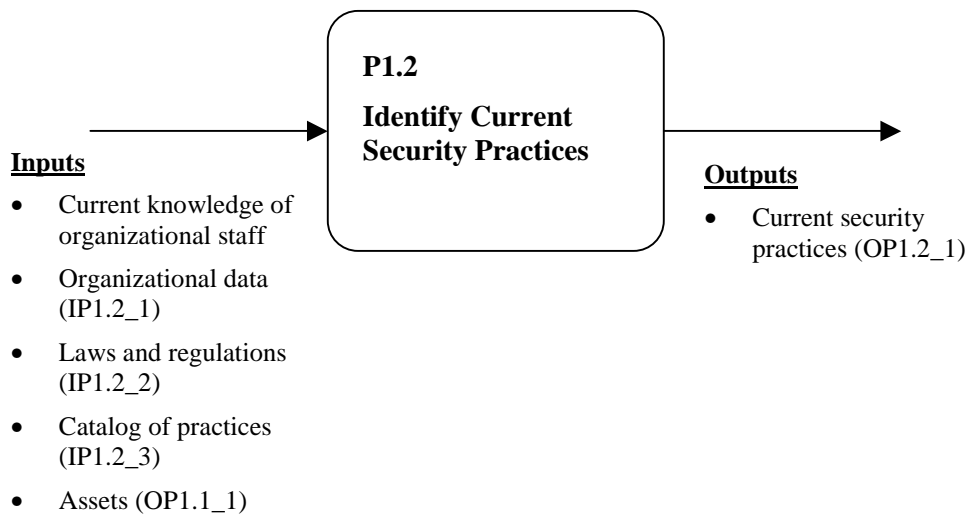 P1.2
Identify Current
Security Practices
Inputs
• Current knowledge of
organizational staff
• Organizational data
(IP1.2_1)
• Laws and regulations
(IP1.2_2)
• Catalog of practices
(IP1.2_3)
• Assets (OP1.1_1)
Outputs
• Current security
practices (OP1.2_1)